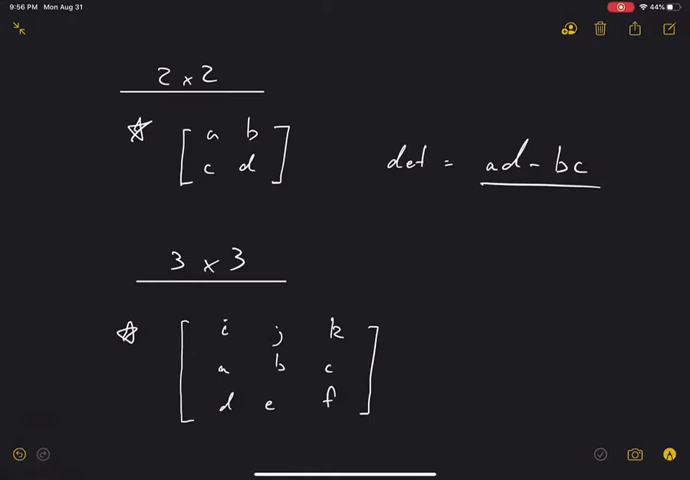 9:56 PM Mon Aug 31 44%
2 x 2
a b
c d
det = ad - bc
3 x 3
i j k
a b c
d e f